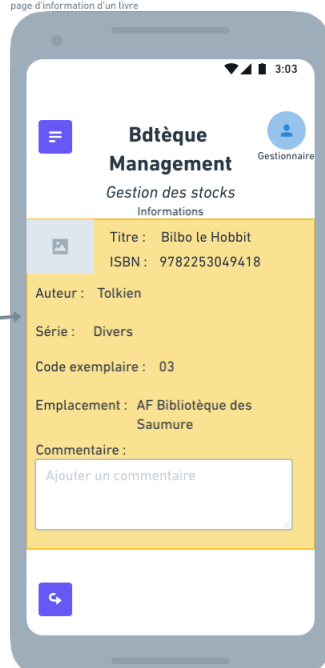 page d'information d'un livre
3:03
Bdtèque
Management
Gestionnaire
Gestion des stocks
Informations
Titre : Bilbo le Hobbit
ISBN : 9782253049418
Auteur : Tolkien
Série : Divers
Code exemplaire : 03
Emplacement : AF Bibliotèque des
Saumure
Commentaire :
Ajouter un commentaire